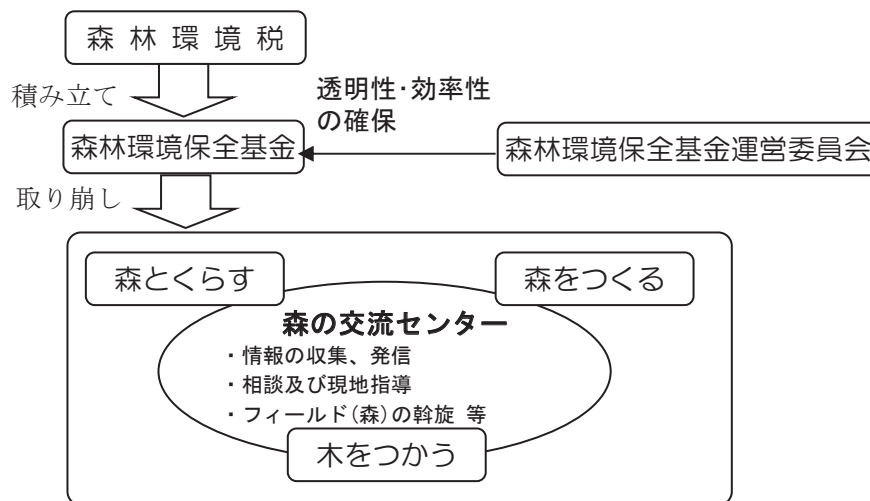 森林環境税
積み立て
透明性・効率性
の確保
森林環境保全基金
森林環境保全基金運営委員会
取り崩し
森とくらす
森をつくる
森の交流センター
・情報の収集、発信
・相談及び現地指導
・フィールド(森)の斡旋 等
木をつかう